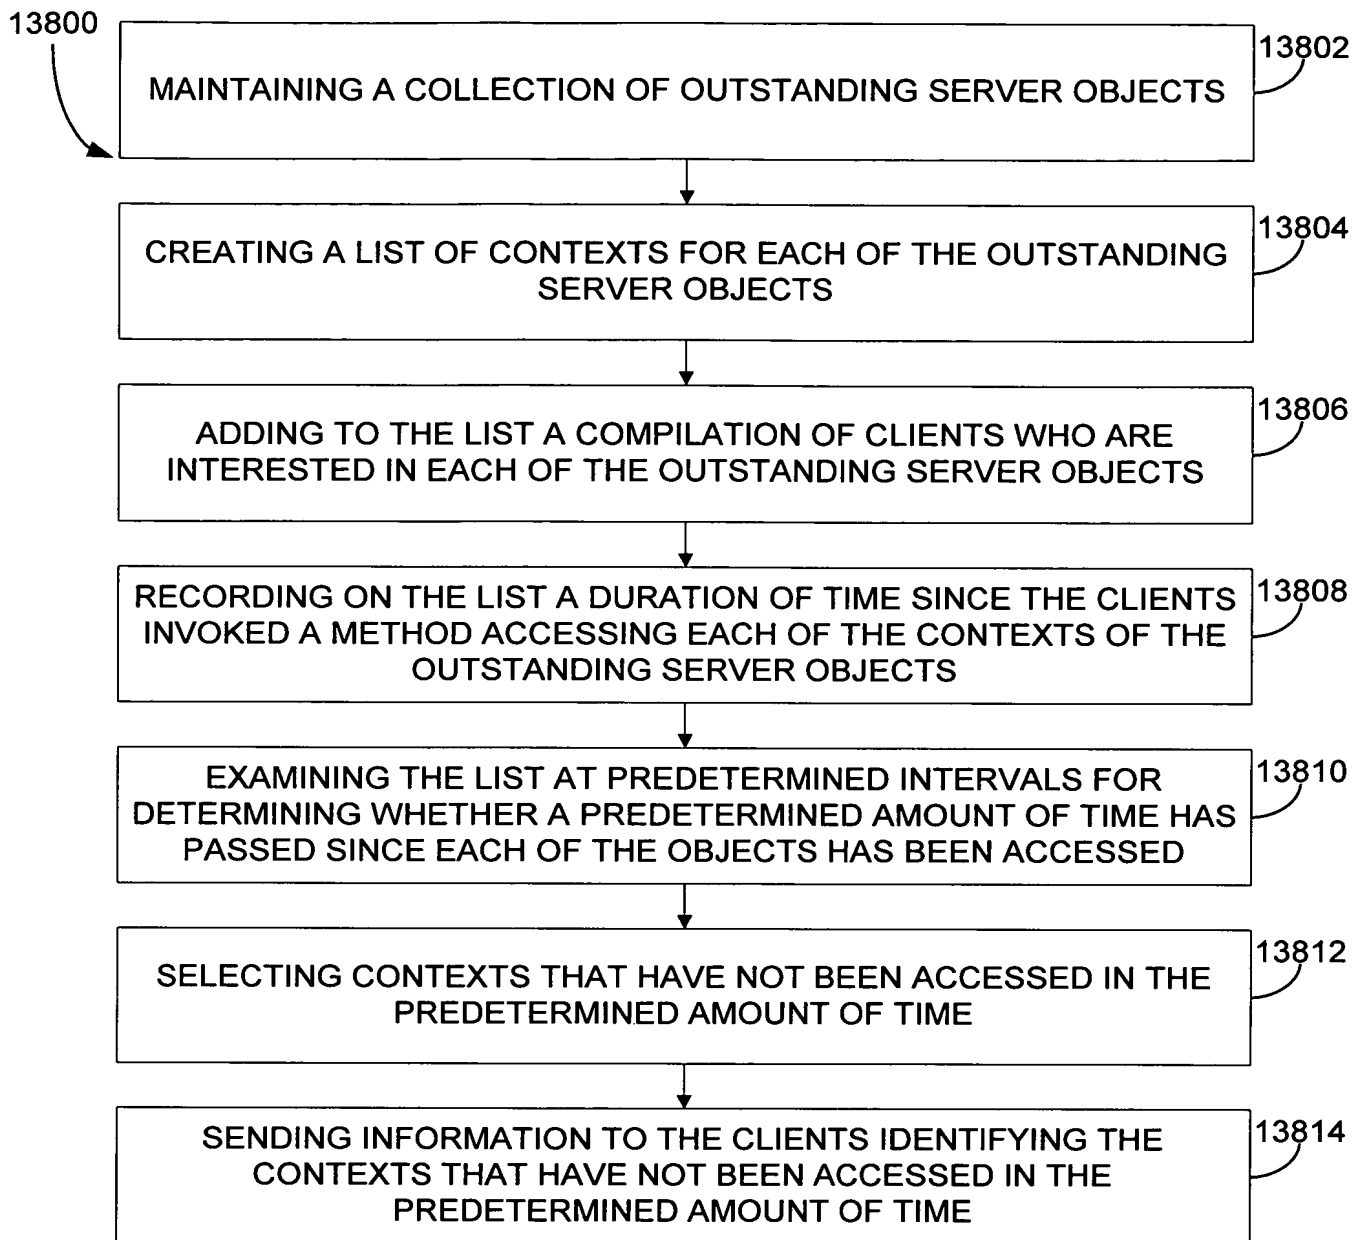 13800
13802
MAINTAINING A COLLECTION OF OUTSTANDING SERVER OBJECTS
13804
CREATING A LIST OF CONTEXTS FOR EACH OF THE OUTSTANDING
SERVER OBJECTS
13806
ADDING TO THE LIST A COMPILATION OF CLIENTS WHO ARE
INTERESTED IN EACH OF THE OUTSTANDING SERVER OBJECTS
13808
RECORDING ON THE LIST A DURATION OF TIME SINCE THE CLIENTS
INVOKED A METHOD ACCESSING EACH OF THE CONTEXTS OF THE
OUTSTANDING SERVER OBJECTS
13810
EXAMINING THE LIST AT PREDETERMINED INTERVALS FOR
DETERMINING WHETHER A PREDETERMINED AMOUNT OF TIME HAS
PASSED SINCE EACH OF THE OBJECTS HAS BEEN ACCESSED
13812
SELECTING CONTEXTS THAT HAVE NOT BEEN ACCESSED IN THE
PREDETERMINED AMOUNT OF TIME
13814
SENDING INFORMATION TO THE CLIENTS IDENTIFYING THE
CONTEXTS THAT HAVE NOT BEEN ACCESSED IN THE
PREDETERMINED AMOUNT OF TIME